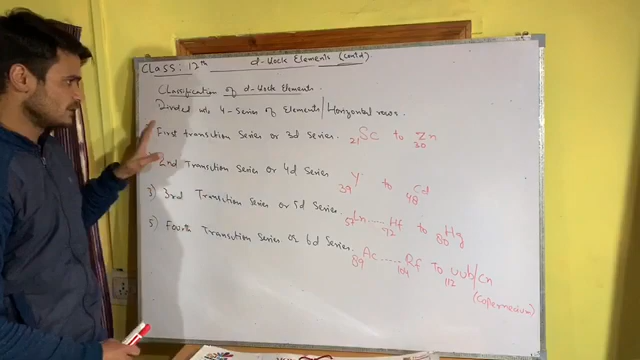 Class: 12th d-block Elements (contd)
Classification of d-block Elements.
Divided into 4-Series of Elements/Horizontal rows.
First transition Series or 3d Series. 21Sc to 30Zn
2nd Transition Series or 4d Series 39Y to 48Cd
3) 3rd Transition Series or 5d Series. 57Ln......72Hf to 80Hg
5) Fourth Transition Series or 6d Series. 89Ac......104Rf To 112Uub/Cn
(Copernecium)